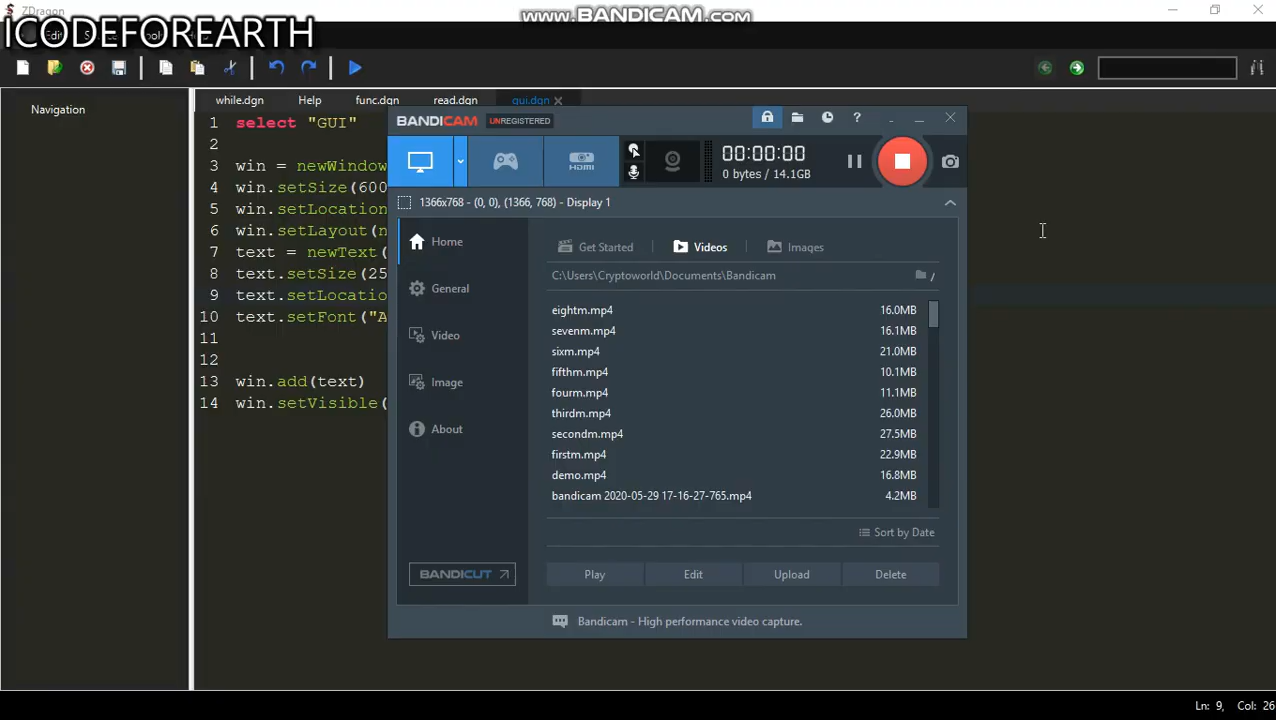 ZDragon
www.BANDICAM.com
ICODEFOREARTH
Navigation
while.dgn
Help
func.dgn
read.dgn
gui.dgn
1 select "GUI"
2
3 win = newWindow
4 win.setSize(600
5 win.setLocation
6 win.setLayout(n
7 text = newText(
8 text.setSize(25
9 text.setLocatio
10 text.setFont("A
11
12
13 win.add(text)
14 win.setVisible(
BANDICAM
UNREGISTERED
HDMI
00:00:00
0 bytes / 14.1GB
1366x768 - (0, 0), (1366, 768) - Display 1
Home
General
Video
Image
About
BANDICUT
Get Started
Videos
Images
C:\Users\Cryptoworld\Documents\Bandicam
/
eightm.mp4 16.0MB
sevenm.mp4 16.1MB
sixm.mp4 21.0MB
fifthm.mp4 10.1MB
fourm.mp4 11.1MB
thirdm.mp4 26.0MB
secondm.mp4 27.5MB
firstm.mp4 22.9MB
demo.mp4 16.8MB
bandicam 2020-05-29 17-16-27-765.mp4 4.2MB
Sort by Date
Play
Edit
Upload
Delete
Bandicam - High performance video capture.
Ln: 9, Col: 26